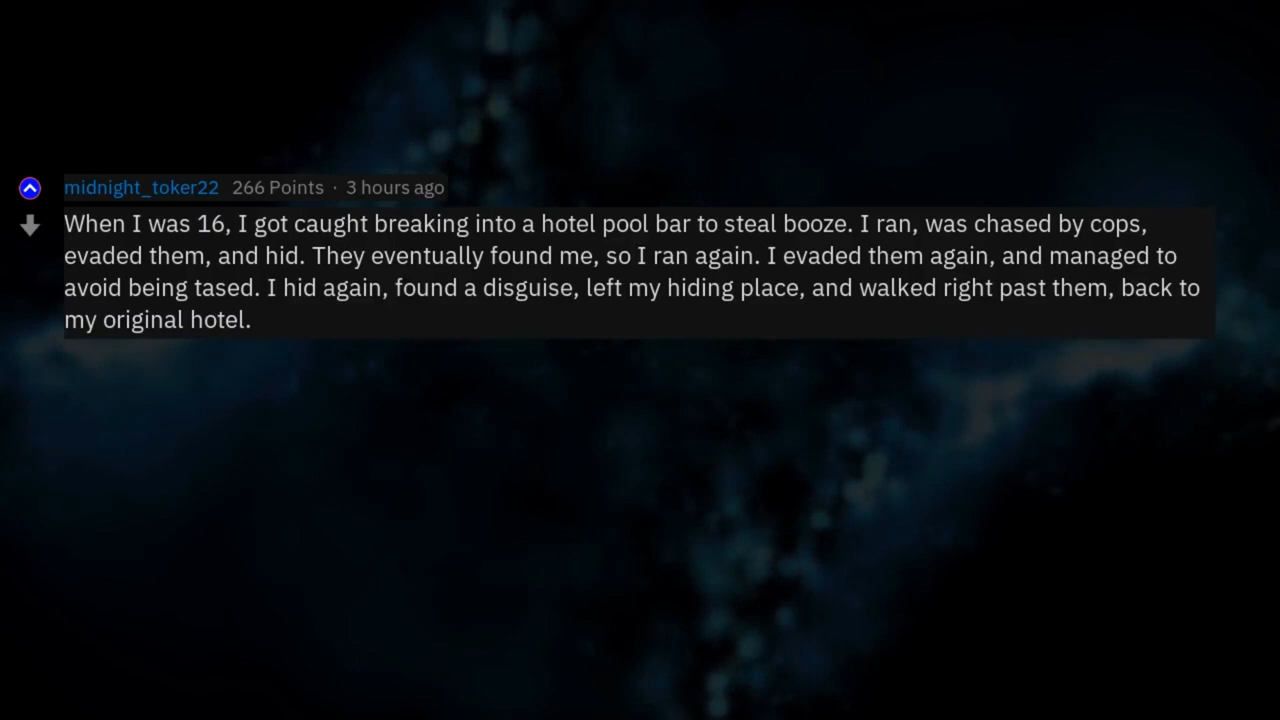 midnight_toker22 266 Points · 3 hours ago
When I was 16, I got caught breaking into a hotel pool bar to steal booze. I ran, was chased by cops,
evaded them, and hid. They eventually found me, so I ran again. I evaded them again, and managed to
avoid being tased. I hid again, found a disguise, left my hiding place, and walked right past them, back to
my original hotel.